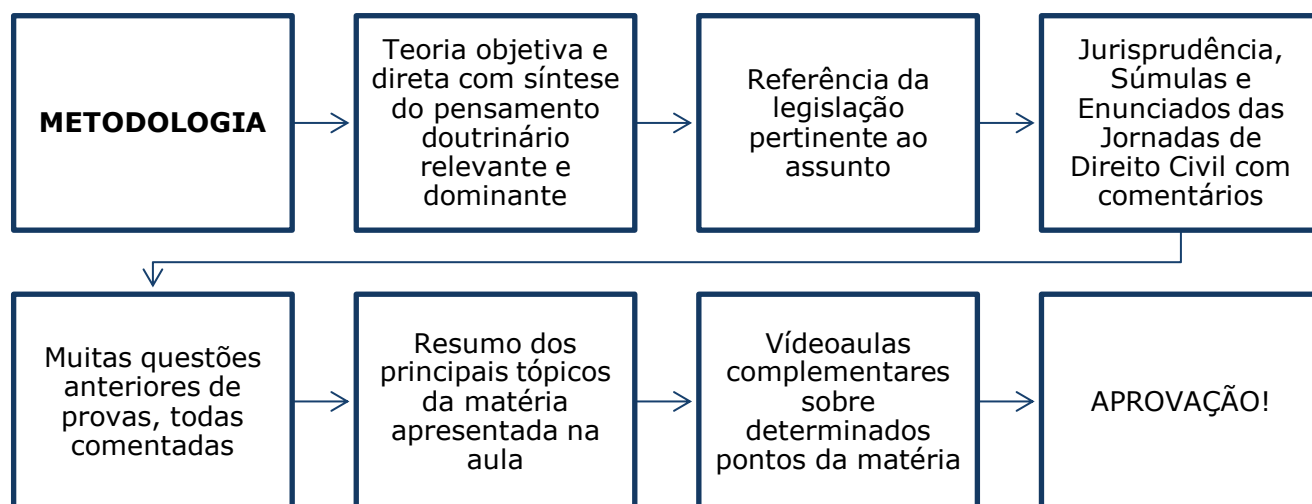 METODOLOGIA
Teoria objetiva e
direta com síntese
do pensamento
doutrinário
relevante e
dominante
Referência da
legislação
pertinente ao
assunto
Jurisprudência,
Súmulas e
Enunciados das
Jornadas de
Direito Civil com
comentários
Muitas questões
anteriores de
provas, todas
comentadas
Resumo dos
principais tópicos
da matéria
apresentada na
aula
Vídeoaulas
complementares
sobre
determinados
pontos da matéria
APROVAÇÃO!